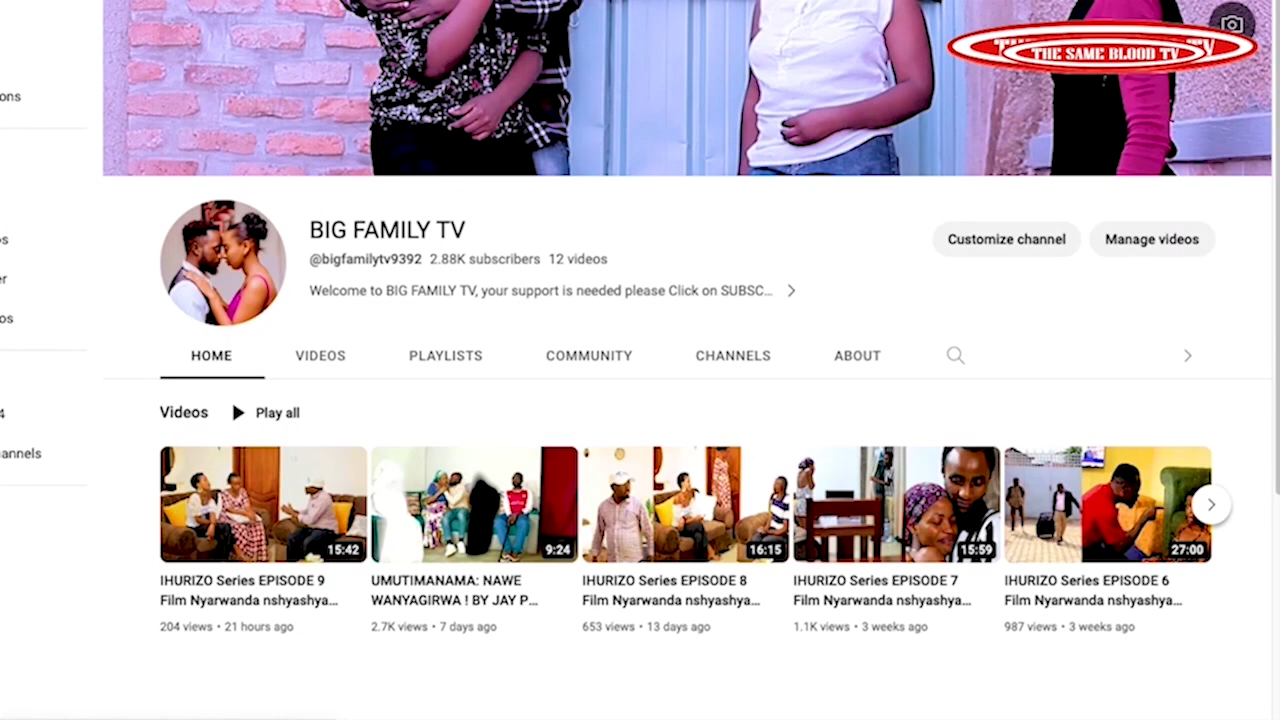 THE SAME BLOOD TV
ons
BIG FAMILY TV
@bigfamilytv9392 2.88K subscribers 12 videos
Customize channel
Manage videos
Welcome to BIG FAMILY TV, your support is needed please Click on SUBSC...
s
er
os
HOME VIDEOS PLAYLISTS COMMUNITY CHANNELS ABOUT
Videos Play all
4
annels
15:42 9:24 16:15 15:59 27:00
IHURIZO Series EPISODE 9
Film Nyarwanda nshyashya...
204 views • 21 hours ago
UMUTIMANAMA: NAWE
WANYAGIRWA ! BY JAY P...
2.7K views • 7 days ago
IHURIZO Series EPISODE 8
Film Nyarwanda nshyashya...
653 views • 13 days ago
IHURIZO Series EPISODE 7
Film Nyarwanda nshyashya...
1.1K views • 3 weeks ago
IHURIZO Series EPISODE 6
Film Nyarwanda nshyashya...
987 views • 3 weeks ago